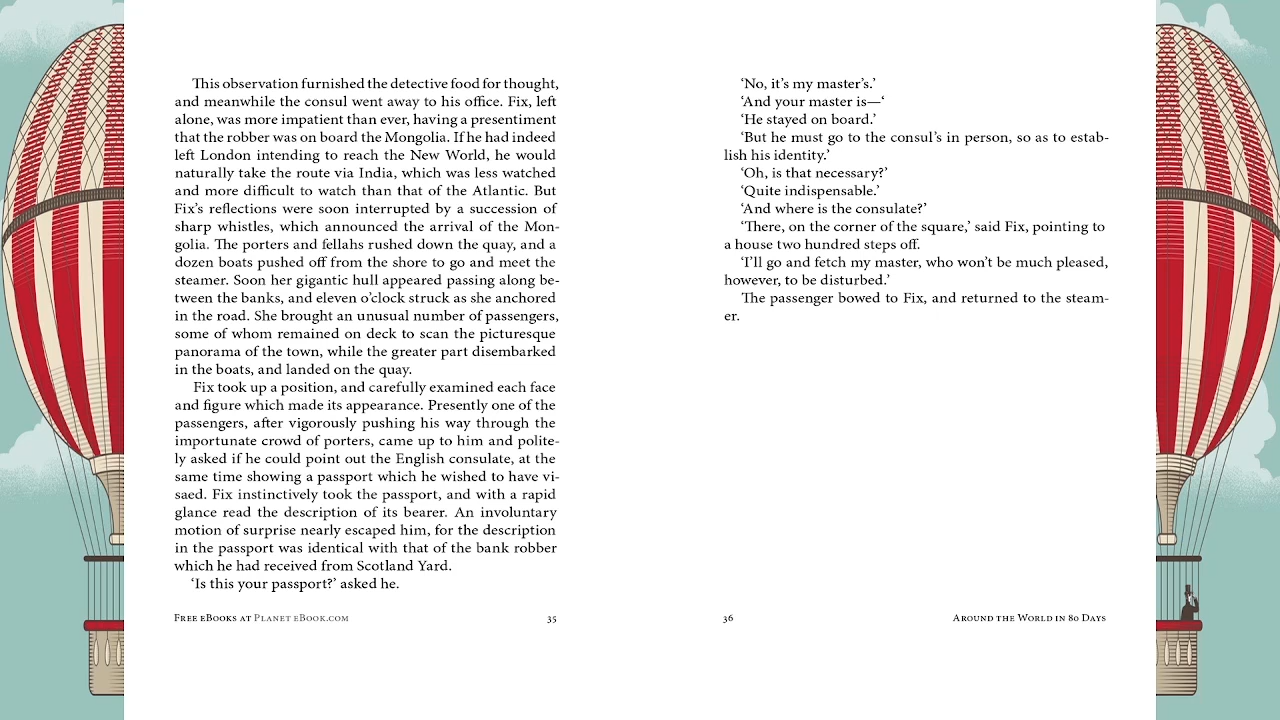 This observation furnished the detective food for thought,
and meanwhile the consul went away to his office. Fix, left
alone, was more impatient than ever, having a presentiment
that the robber was on board the Mongolia. If he had indeed
left London intending to reach the New World, he would
naturally take the route via India, which was less watched
and more difficult to watch than that of the Atlantic. But
Fix’s reflections were soon interrupted by a succession of
sharp whistles, which announced the arrival of the Mon-
golia. The porters and fellahs rushed down the quay, and a
dozen boats pushed off from the shore to go and meet the
steamer. Soon her gigantic hull appeared passing along be-
tween the banks, and eleven o’clock struck as she anchored
in the road. She brought an unusual number of passengers,
some of whom remained on deck to scan the picturesque
panorama of the town, while the greater part disembarked
in the boats, and landed on the quay.
Fix took up a position, and carefully examined each face
and figure which made its appearance. Presently one of the
passengers, after vigorously pushing his way through the
importunate crowd of porters, came up to him and polite-
ly asked if he could point out the English consulate, at the
same time showing a passport which he wished to have vi-
saed. Fix instinctively took the passport, and with a rapid
glance read the description of its bearer. An involuntary
motion of surprise nearly escaped him, for the description
in the passport was identical with that of the bank robber
which he had received from Scotland Yard.
‘Is this your passport?’ asked he.
Free eBooks at Planet eBook.com 35
‘No, it’s my master’s.’
‘And your master is—‘
‘He stayed on board.’
‘But he must go to the consul’s in person, so as to estab-
lish his identity.’
‘Oh, is that necessary?’
‘Quite indispensable.’
‘And where is the consulate?’
‘There, on the corner of the square,’ said Fix, pointing to
a house two hundred steps off.
‘I’ll go and fetch my master, who won’t be much pleased,
however, to be disturbed.’
The passenger bowed to Fix, and returned to the steam-
er.
36 Around the World in 80 Days